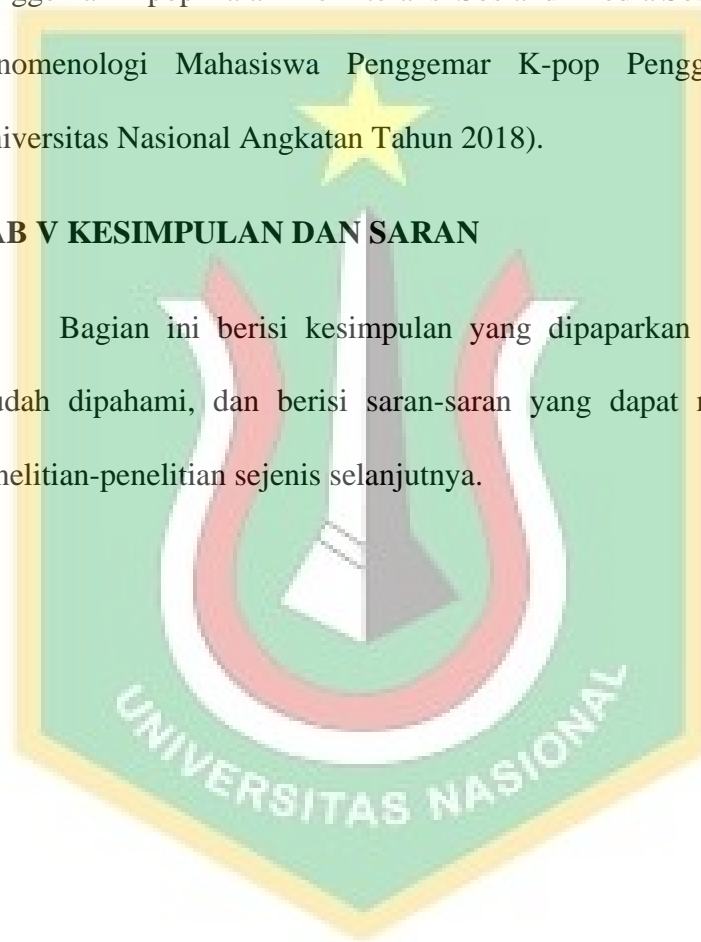 nomenologi Mahasiswa Penggemar K-pop Pengg
niversitas Nasional Angkatan Tahun 2018).
AB V KESIMPULAN DAN SARAN
Bagian ini berisi kesimpulan yang dipaparkan
udah dipahami, dan berisi saran-saran yang dapat
nelitian-penelitian sejenis selanjutnya.
UNIVERSITAS NASIONAL